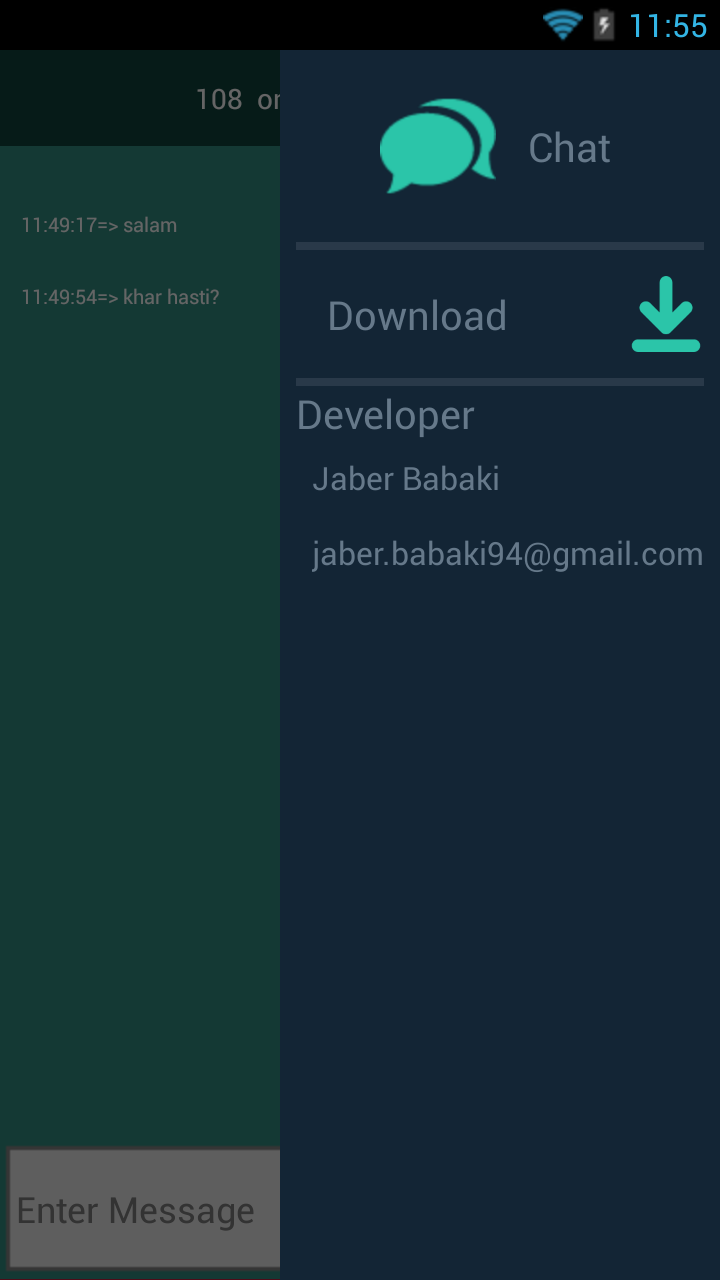 11:55
108 or
Chat
11:49:17=> salam
11:49:54=> khar hasti?
Download
Developer
Jaber Babaki
jaber.babaki94@gmail.com
Enter Message